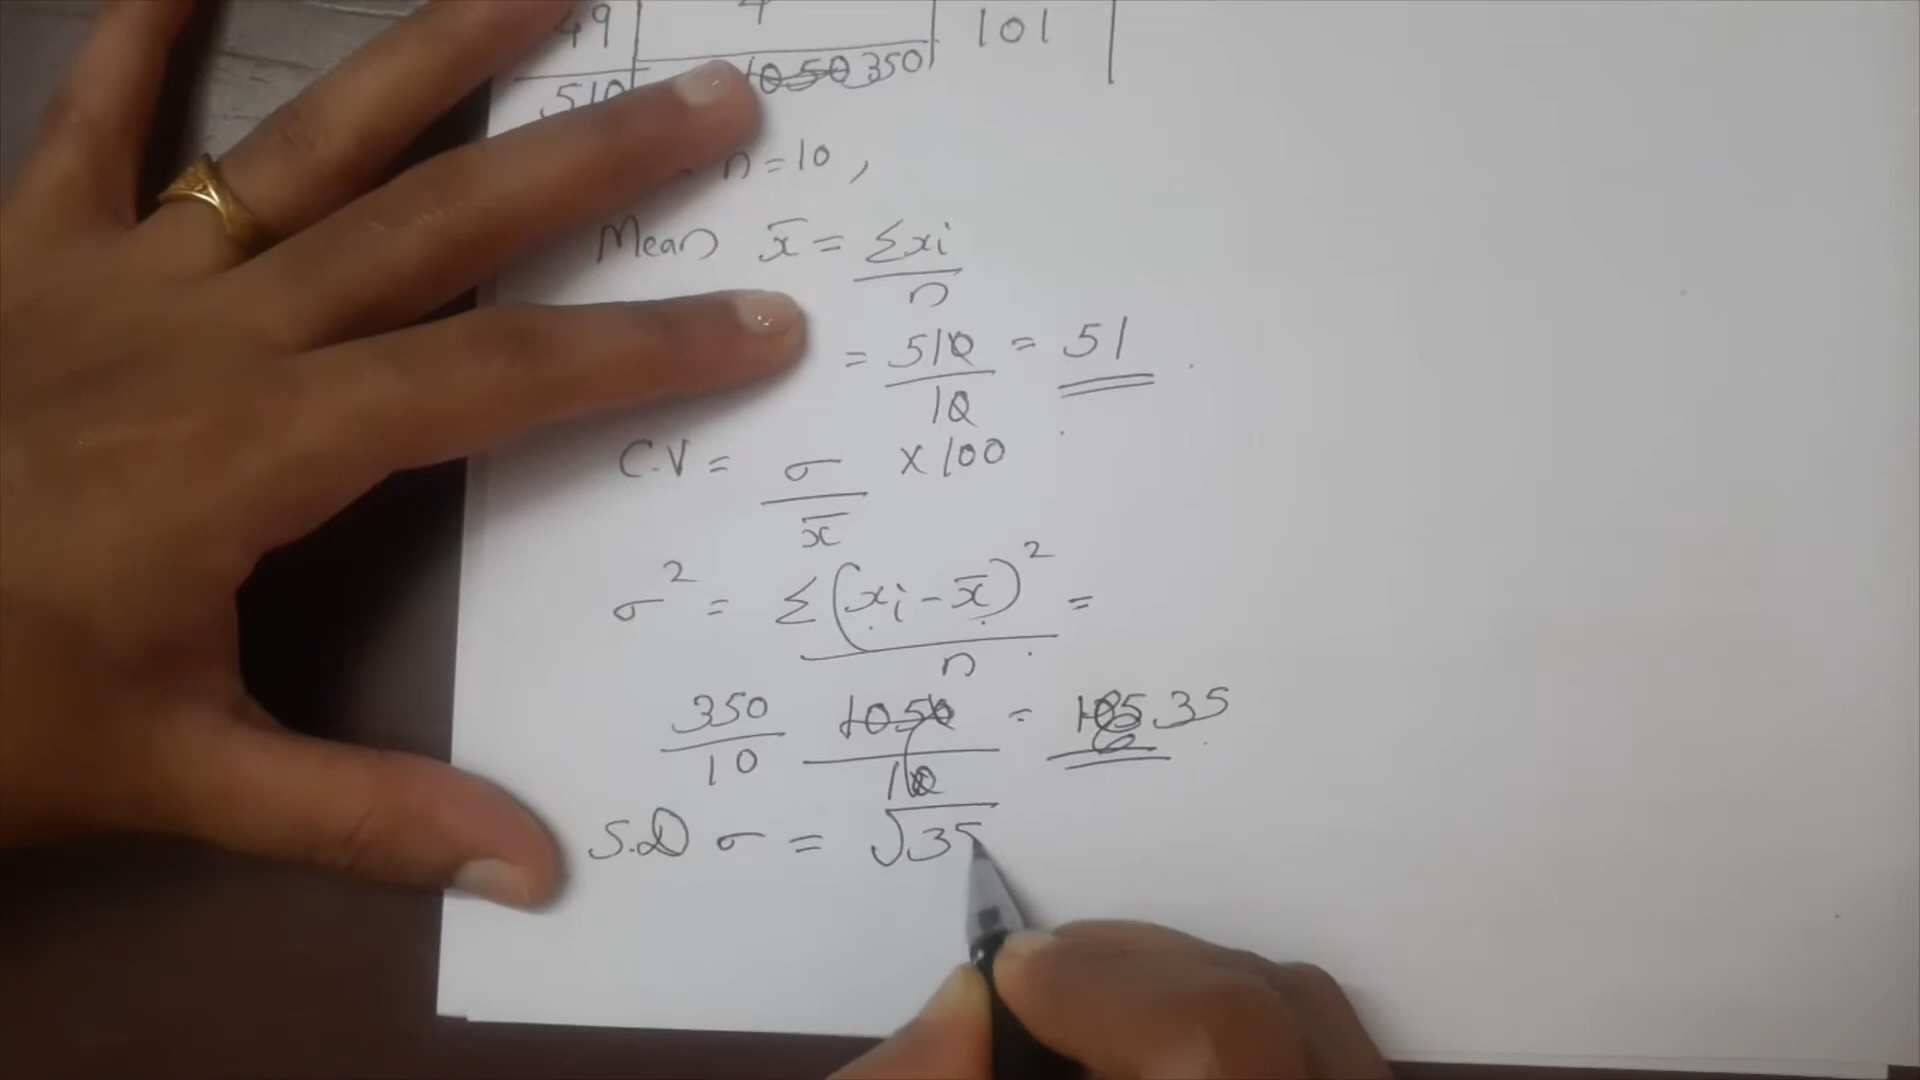 49 4 101
510 1050 350
n=10,
Mean x̄ = Σxi / n
= 510 / 10 = 51
C.V = σ / x̄ × 100
σ² = Σ(xi - x̄)² / n =
350 / 10 1050 / 10 = 105 35
S.D σ = √35